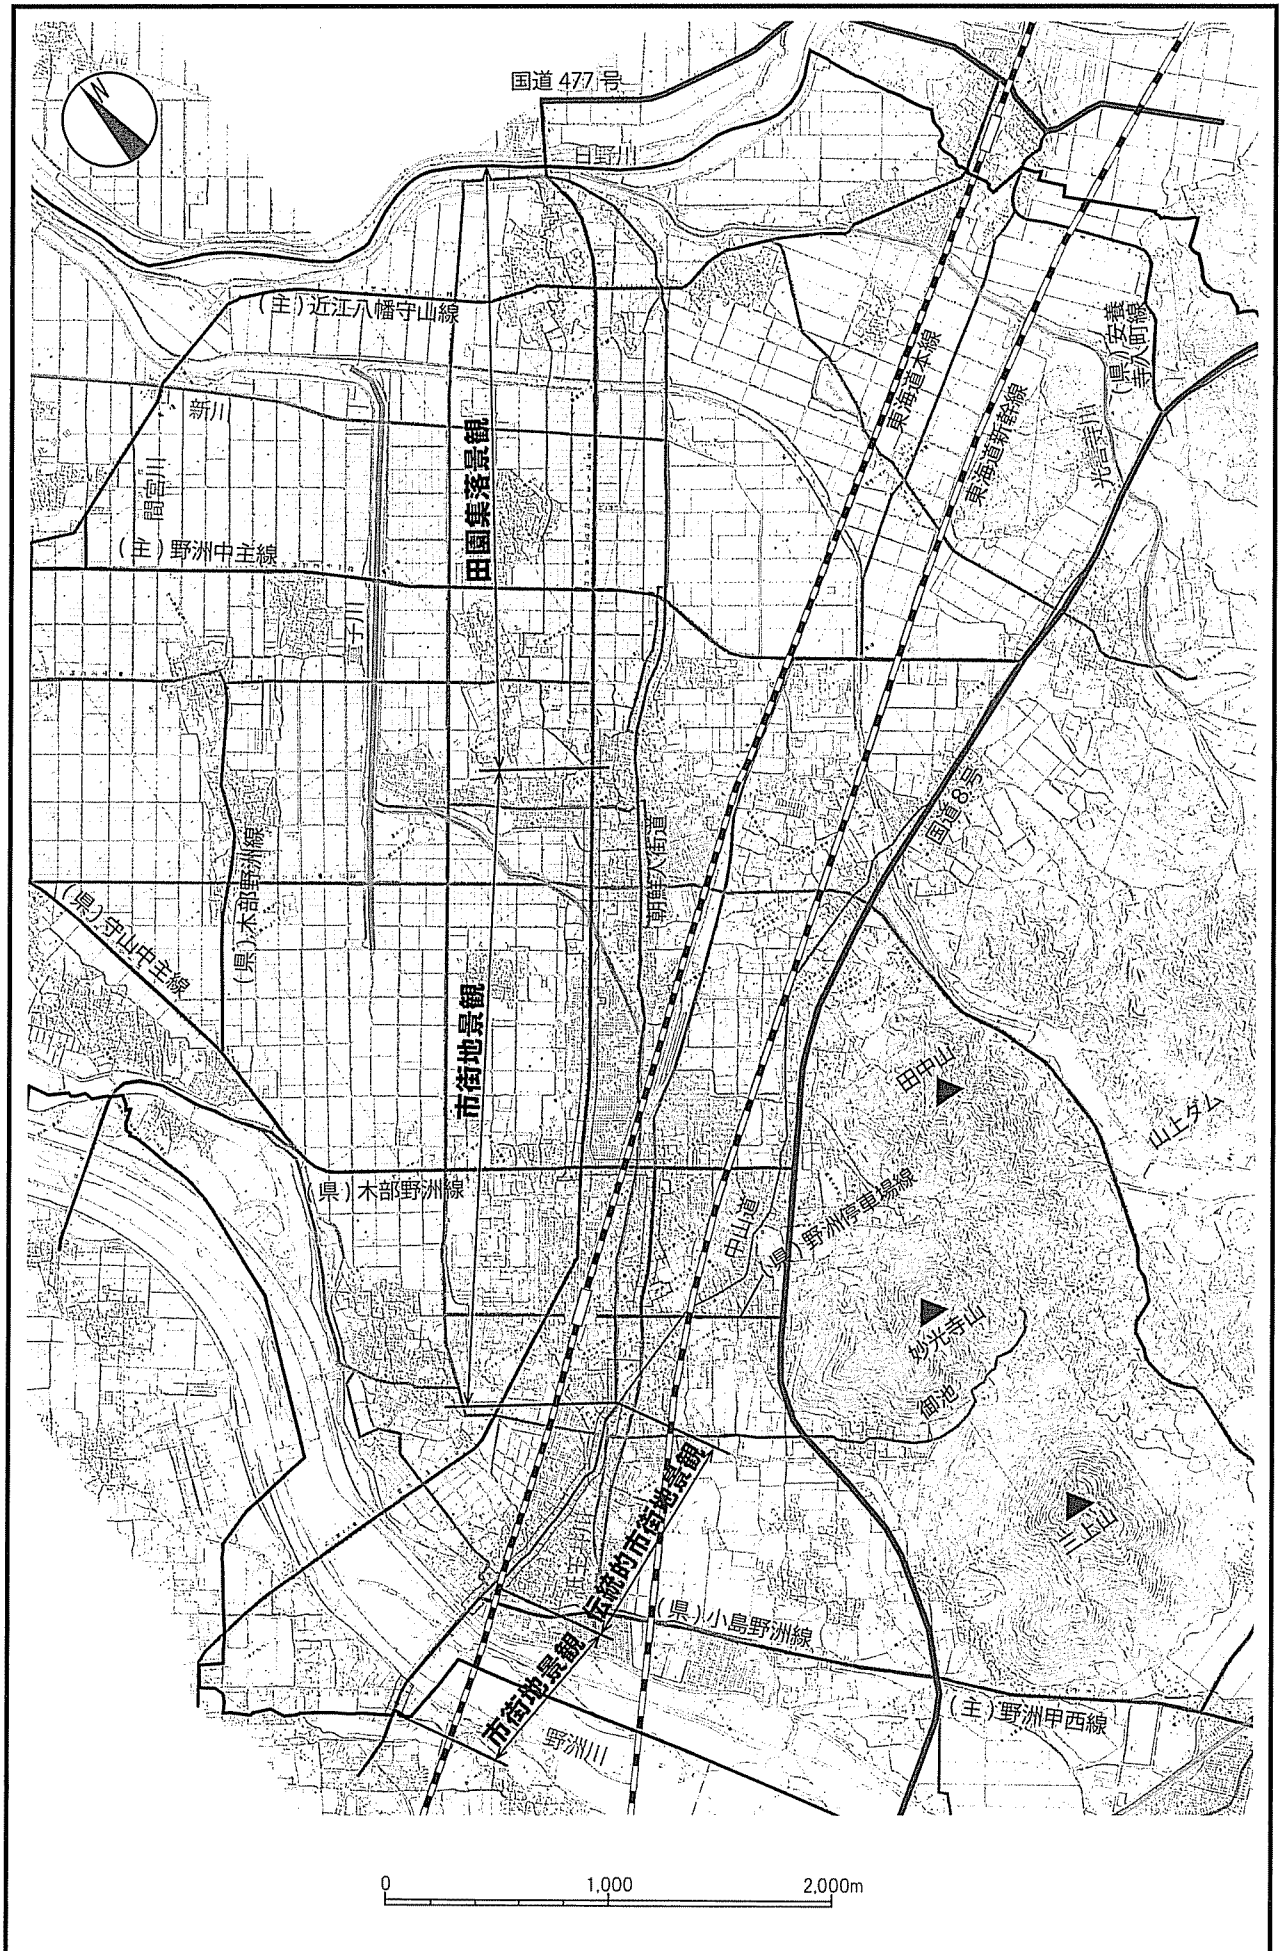 N
国道477号
日野川
(主)近江八幡守山線
(県)安養
寺入町線
東海道本線
東海道新幹線
光善寺川
新川
間宮川
田園集落景観
(主)野洲中主線
童子川
国道8号
朝鮮人街道
(県)木部野洲線
(県)守山中主線
市街地景観
田中山
山上ダム
(県)木部野洲線
中山道
(県)野洲停車場線
妙光寺山
御池
三上山
伝統的市街地景観
(県)小島野洲線
市街地景観
野洲川
(主)野洲甲西線
0
1,000
2,000m